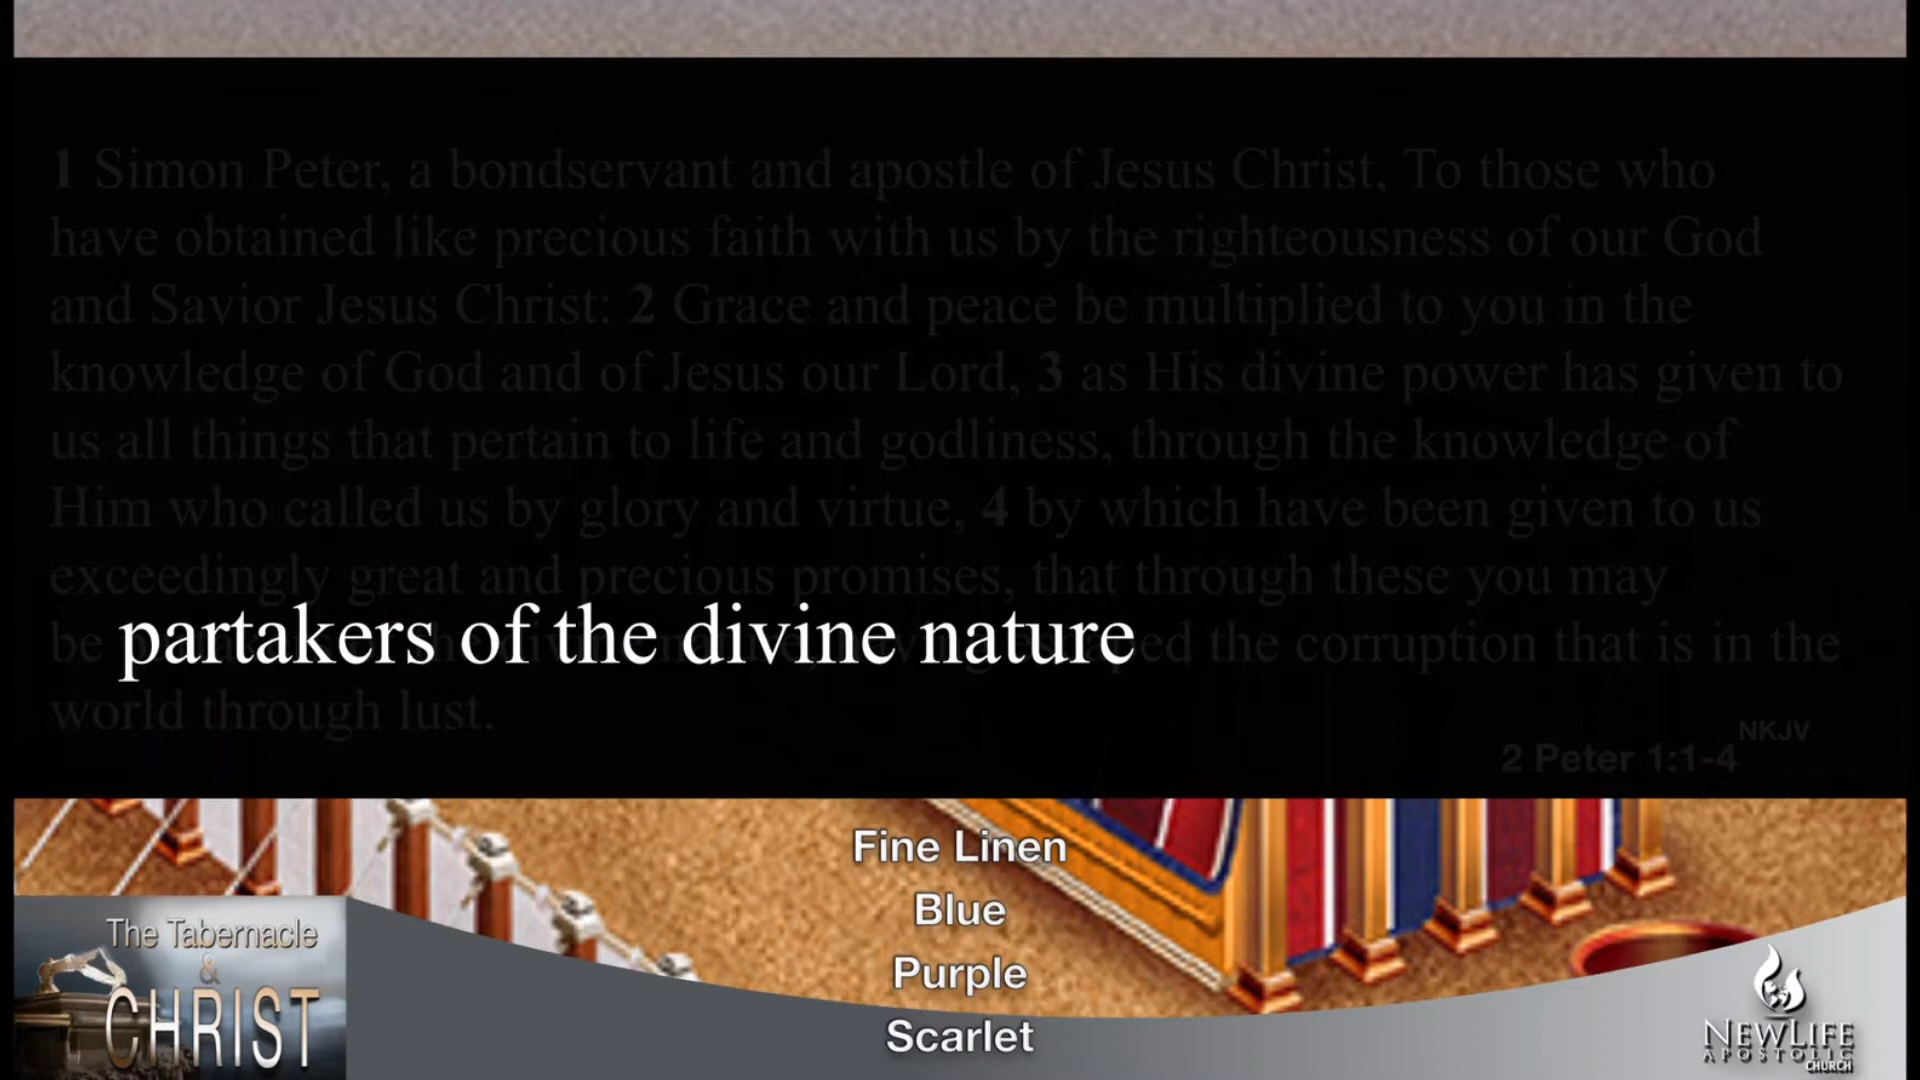 1 Simon Peter, a bondservant and apostle of Jesus Christ, To those who
have obtained like precious faith with us by the righteousness of our God
and Savior Jesus Christ: 2 Grace and peace be multiplied to you in the
knowledge of God and of Jesus our Lord, 3 as His divine power has given to
us all things that pertain to life and godliness, through the knowledge of
Him who called us by glory and virtue, 4 by which have been given to us
exceedingly great and precious promises, that through these you may
be partakers of the divine nature ed the corruption that is in the
world through lust.
NKJV
2 Peter 1:1-4
Fine Linen
Blue
Purple
Scarlet
The Tabernacle
&
CHRIST
NEWLIFE
APOSTOLIC
CHURCH